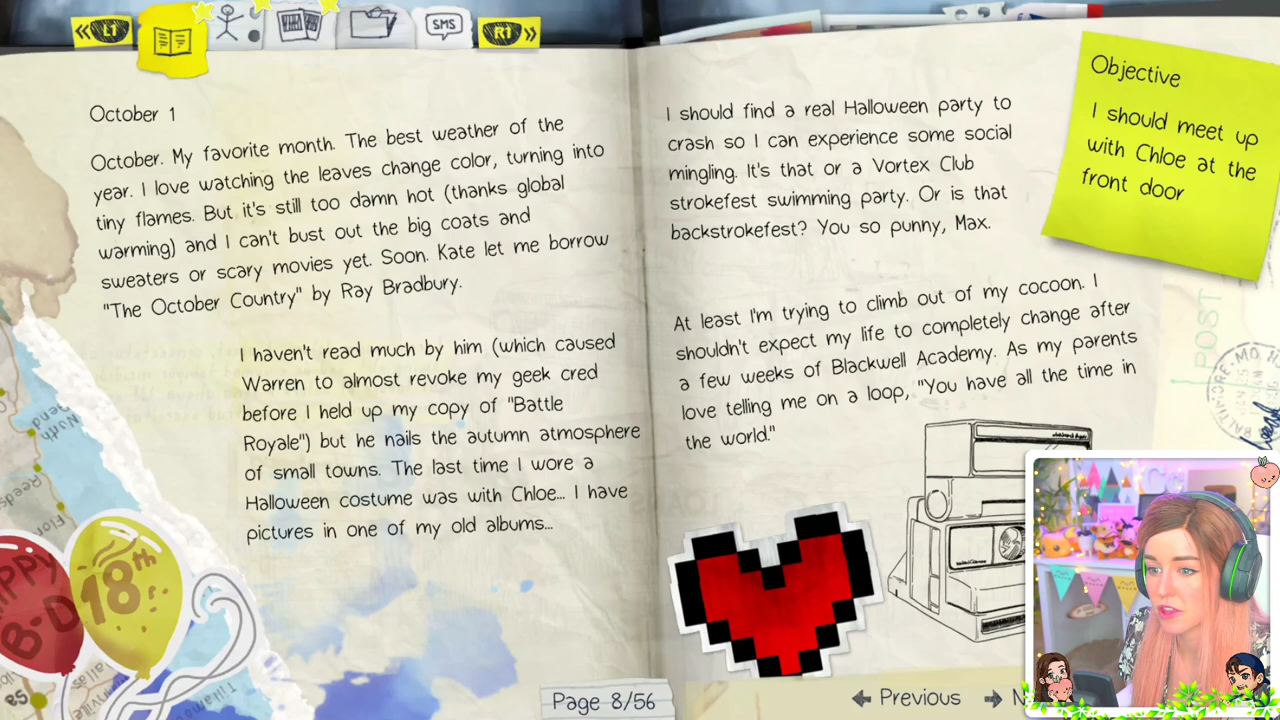 L1
SMS
R1
October 1
October. My favorite month. The best weather of the
year. I love watching the leaves change color, turning into
tiny flames. But it's still too damn hot (thanks global
warming) and I can't bust out the big coats and
sweaters or scary movies yet. Soon. Kate let me borrow
"The October Country" by Ray Bradbury.
I haven't read much by him (which caused
Warren to almost revoke my geek cred
before I held up my copy of "Battle
Royale") but he nails the autumn atmosphere
of small towns. The last time I wore a
Halloween costume was with Chloe... I have
pictures in one of my old albums...
18th
I should find a real Halloween party to
crash so I can experience some social
mingling. It's that or a Vortex Club
strokefest swimming party. Or is that
backstrokefest? You so punny, Max.
At least I'm trying to climb out of my cocoon. I
shouldn't expect my life to completely change after
a few weeks of Blackwell Academy. As my parents
love telling me on a loop, "You have all the time in
the world."
Objective
I should meet up
with Chloe at the
front door
POST
Page 8/56
Previous